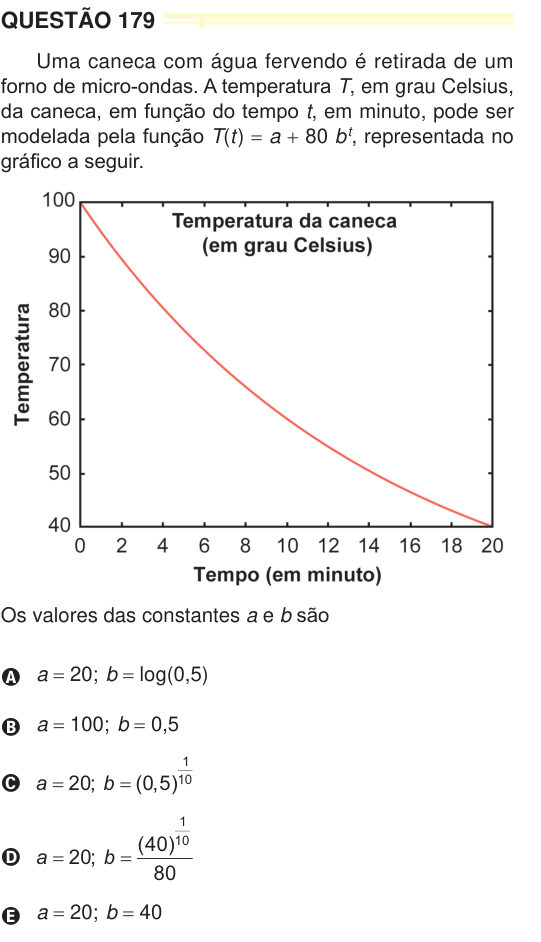 QUESTÃO 179
Uma caneca com água fervendo é retirada de um
forno de micro-ondas. A temperatura T, em grau Celsius,
da caneca, em função do tempo t, em minuto, pode ser
modelada pela função T(t) = a + 80 bᵗ, representada no
gráfico a seguir.
Temperatura da caneca
(em grau Celsius)
Temperatura
100
90
80
70
60
50
40
0 2 4 6 8 10 12 14 16 18 20
Tempo (em minuto)
Os valores das constantes a e b são
A a = 20; b = log(0,5)
B a = 100; b = 0,5
C a = 20; b = (0,5)^(1/10)
D a = 20; b = (40)^(1/10)/80
E a = 20; b = 40